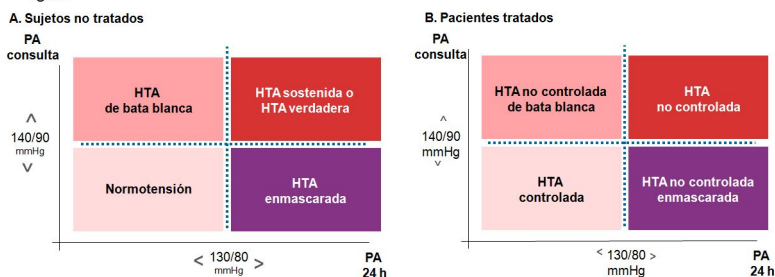 A. Sujetos no tratados
PA
consulta
HTA
de bata blanca
HTA sostenida o
HTA verdadera
>
140/90
mmHg
<
Normotensión
HTA
enmascarada
< 130/80 >
mmHg
PA
24 h
B. Pacientes tratados
PA
consulta
HTA no controlada
de bata blanca
HTA
no controlada
>
140/90
mmHg
<
HTA
controlada
HTA no controlada
enmascarada
< 130/80 >
mmHg
PA
24 h